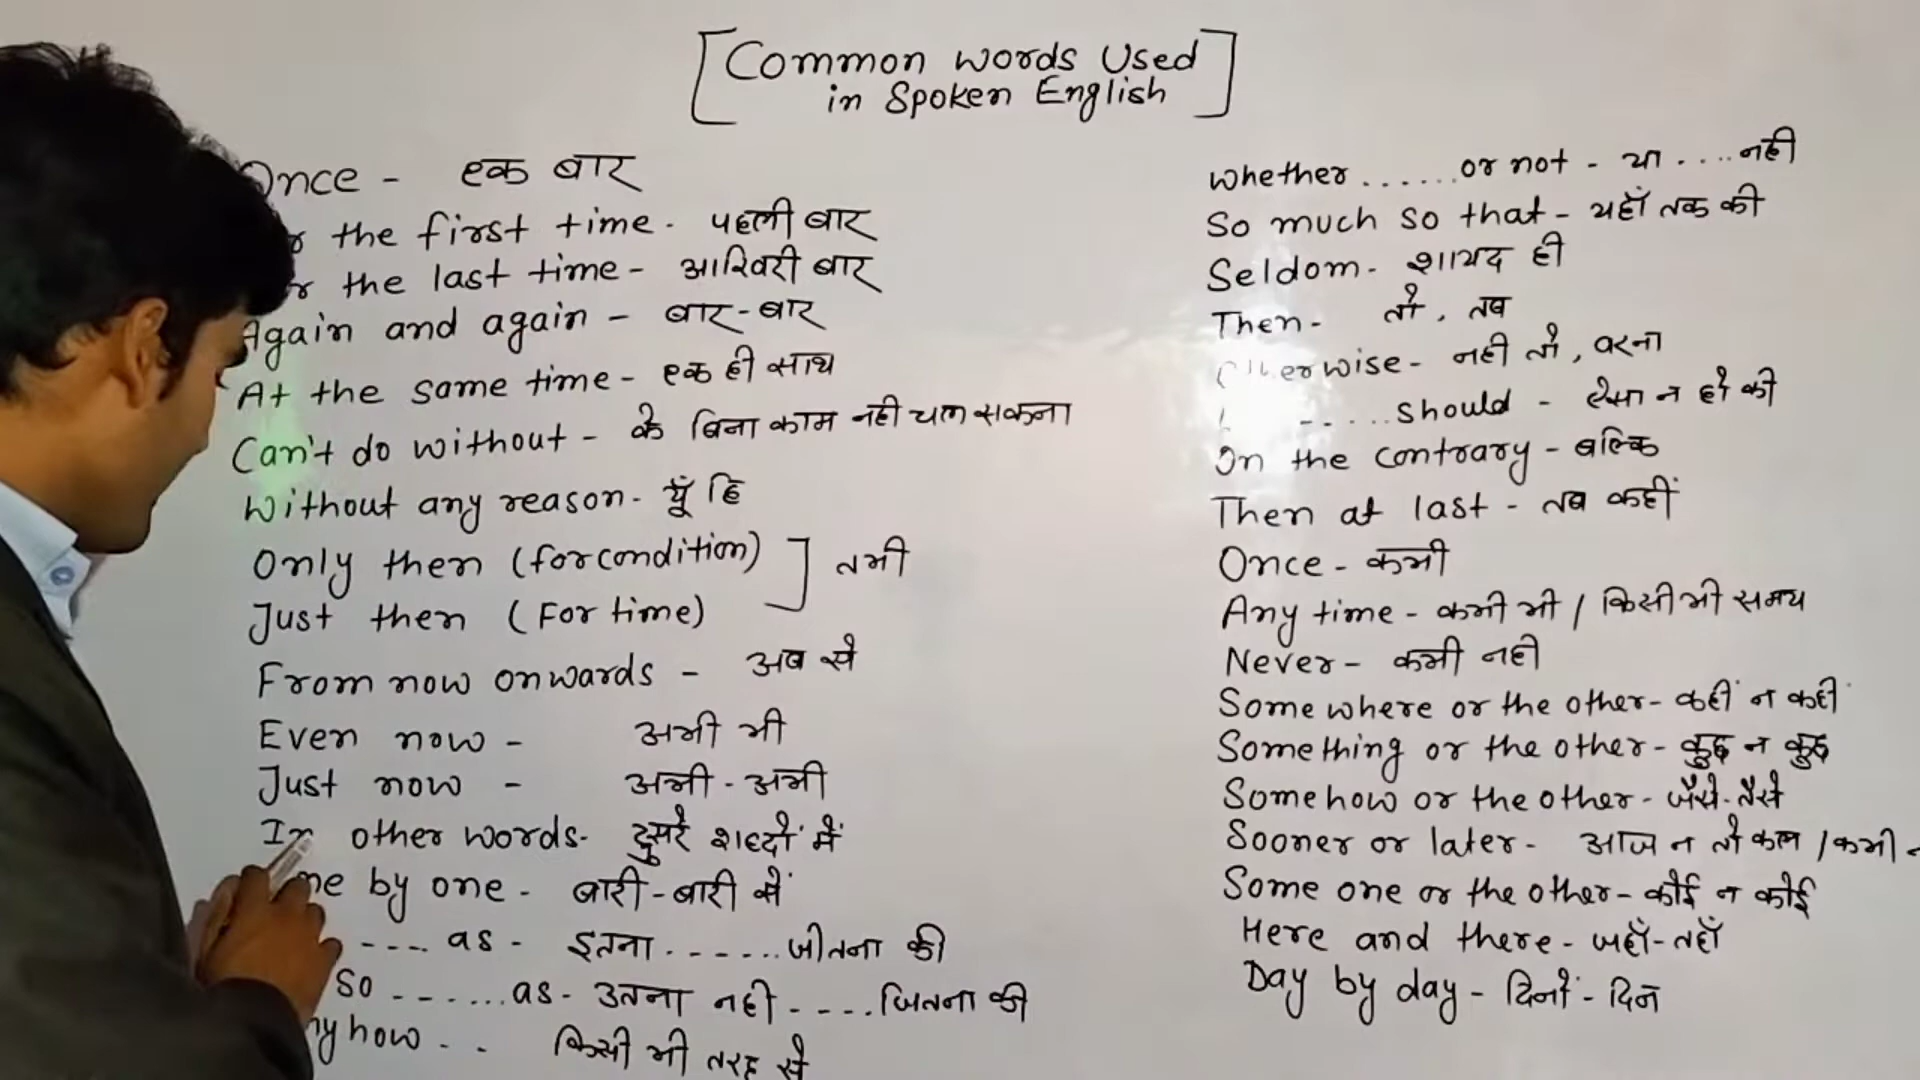 [Common words Used
in Spoken English]
Once - एक बार
the first time - पहली बार
the last time - आखिरी बार
Again and again - बार-बार
At the same time - एक ही साथ
Can't do without - के बिना काम नही चल सकना
Without any reason - यूँ हि
Only then (for condition) ] तभी
Just then (For time)
From now onwards - अब से
Even now - अभी भी
Just now - अभी - अभी
In other words - दुसरे शब्दों में
by one - बारी-बारी सें
---- as - इतना ....... जीतना की
so ....... as - उतना नही - .... जितना की
how - - किसी भी तरह से
Whether ...... or not - या .... नही
So much so that - यहाँ तक की
Seldom - शायद ही
Then - तो, तब
erwise - नही तो, वरना
..... should - ऐसा न हो की
On the contrary - बल्कि
Then at last - तब कहीं
Once - कभी
Any time - कभी भी / किसी भी समय
Never - कभी नही
Some where or the other - कहीं न कहीं
Something or the other - कुछ न कुछ
Somehow or the other - जैसे-तैसे
Sooner or later - आज न तो कल / कभी न
Some one or the other - कोई न कोई
Here and there - जहाँ-तहाँ
Day by day - दिनों - दिन